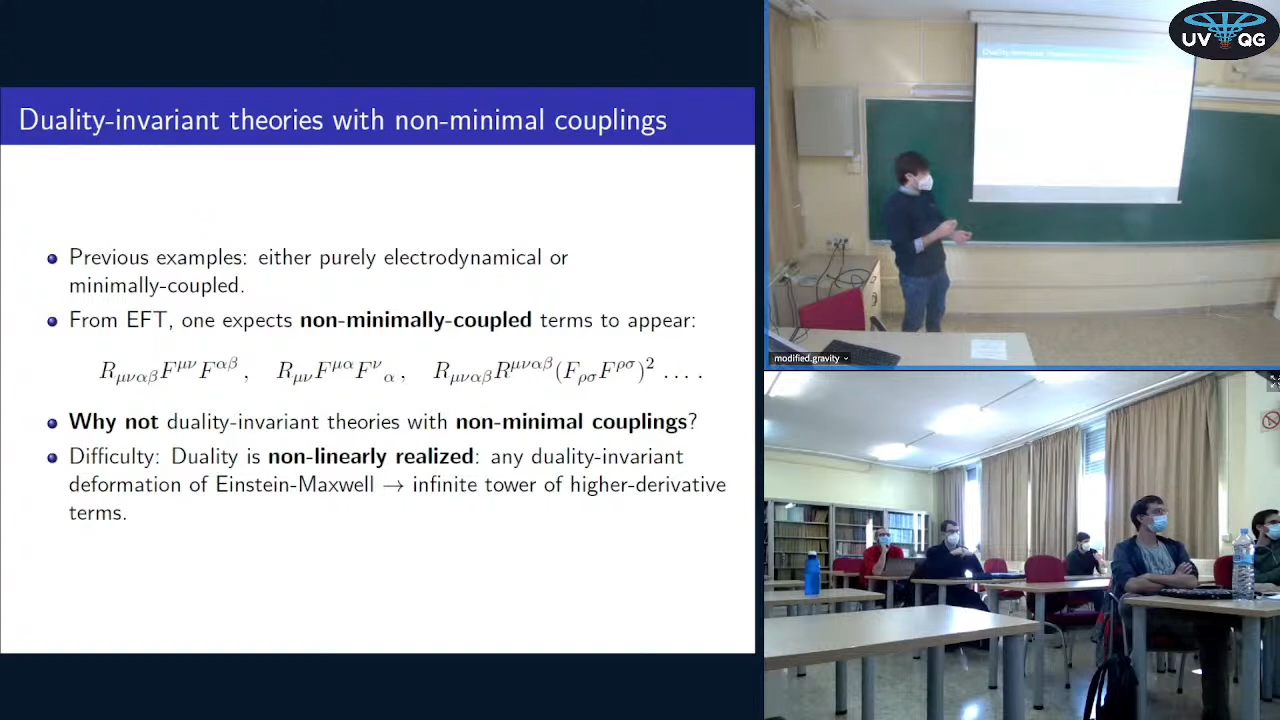 Duality-invariant theories with non-minimal couplings
Previous examples: either purely electrodynamical or
minimally-coupled.
From EFT, one expects non-minimally-coupled terms to appear:
R_{μναβ}F^{μν}F^{αβ}, R_{μν}F^{μα}F^{ν}_{α}, R_{μναβ}R^{μναβ}(F_{ρσ}F^{ρσ})^2 ....
Why not duality-invariant theories with non-minimal couplings?
Difficulty: Duality is non-linearly realized: any duality-invariant
deformation of Einstein-Maxwell → infinite tower of higher-derivative
terms.
UV QG
modified.gravity